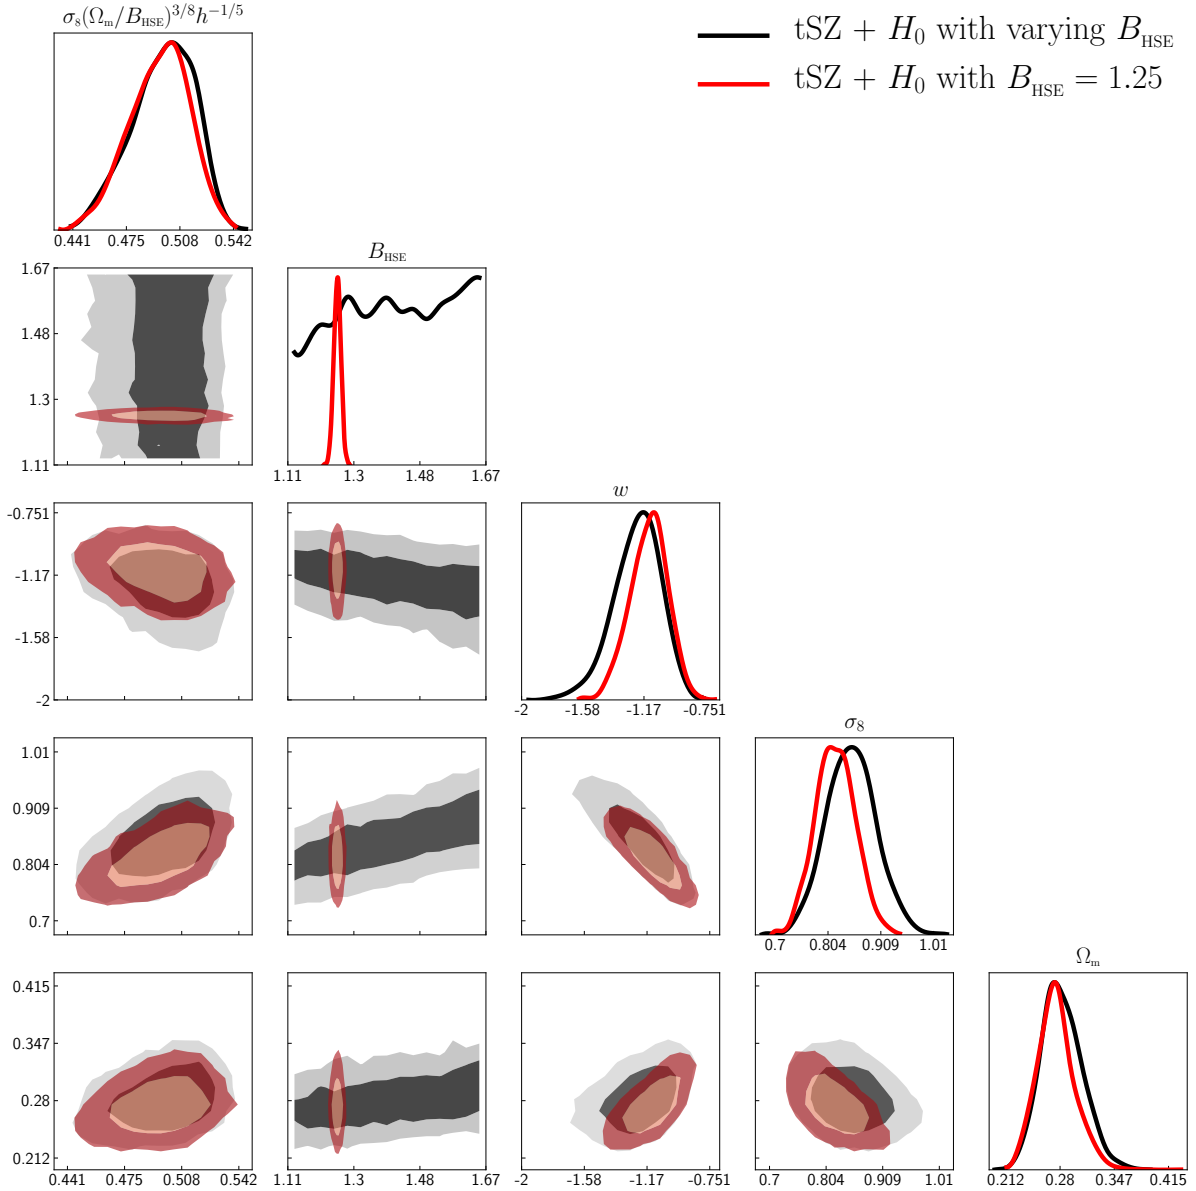 σ₈(Ωₘ/B_HSE)^{3/8}h^{−1/5}
tSZ + H₀ with varying B_HSE
tSZ + H₀ with B_HSE = 1.25
0.441 0.475 0.508 0.542
B_HSE
1.67
1.48
1.3
1.11
1.11 1.3 1.48 1.67
w
-0.751
-1.17
-1.58
-2
-2 -1.58 -1.17 -0.751
σ₈
1.01
0.909
0.804
0.7
0.7 0.804 0.909 1.01
Ωₘ
0.415
0.347
0.28
0.212
0.441 0.475 0.508 0.542 1.11 1.3 1.48 1.67 -2 -1.58 -1.17 -0.751 0.7 0.804 0.909 1.01 0.212 0.28 0.347 0.415